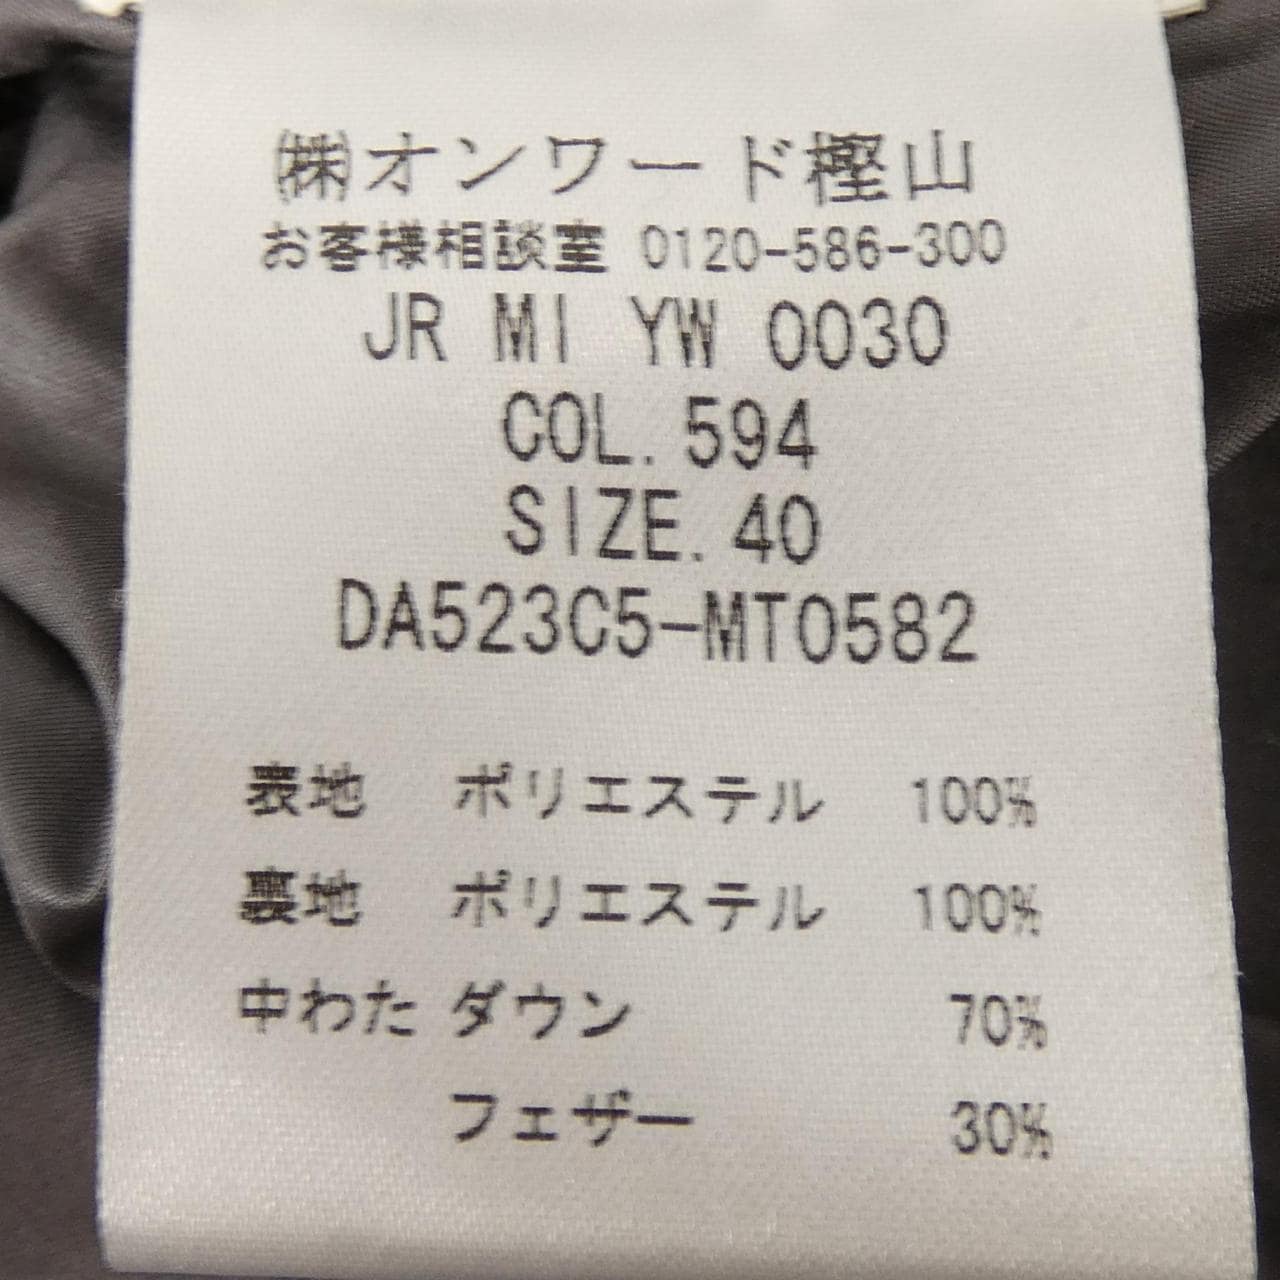 ㈱オンワード樫山
お客様相談室 0120-586-300
JR MI YW 0030
COL. 594
SIZE. 40
DA523C5-MT0582
表地 ポリエステル 100%
裏地 ポリエステル 100%
中わた ダウン 70%
フェザー 30%